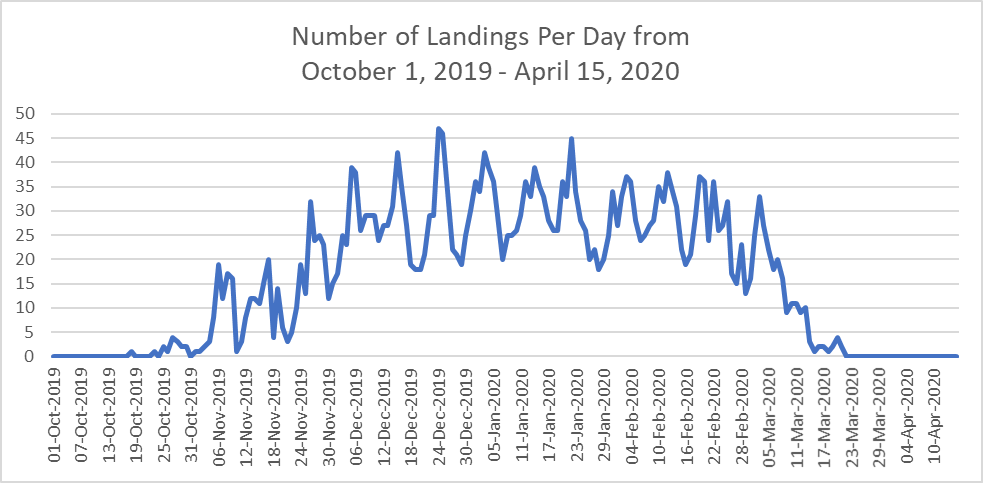 Number of Landings Per Day from
October 1, 2019 - April 15, 2020
50
45
40
35
30
25
20
15
10
5
0
01-Oct-2019
07-Oct-2019
13-Oct-2019
19-Oct-2019
25-Oct-2019
31-Oct-2019
06-Nov-2019
12-Nov-2019
18-Nov-2019
24-Nov-2019
30-Nov-2019
06-Dec-2019
12-Dec-2019
18-Dec-2019
24-Dec-2019
30-Dec-2019
05-Jan-2020
11-Jan-2020
17-Jan-2020
23-Jan-2020
29-Jan-2020
04-Feb-2020
10-Feb-2020
16-Feb-2020
22-Feb-2020
28-Feb-2020
05-Mar-2020
11-Mar-2020
17-Mar-2020
23-Mar-2020
29-Mar-2020
04-Apr-2020
10-Apr-2020